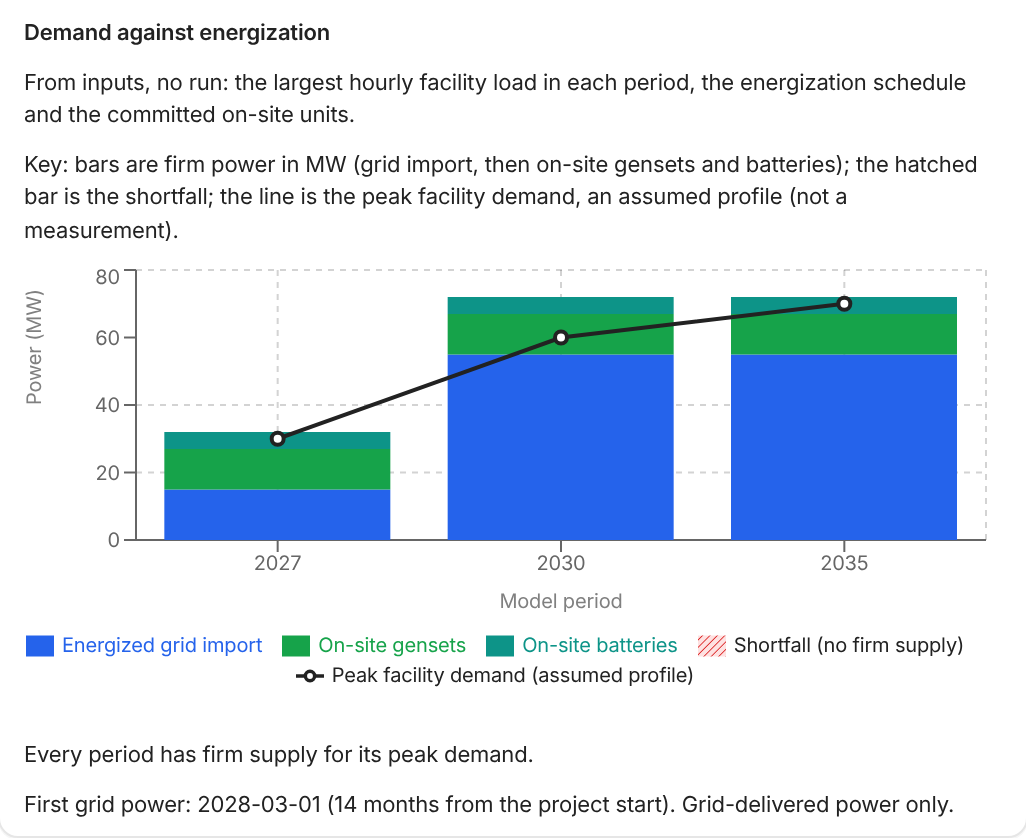 Demand against energization
From inputs, no run: the largest hourly facility load in each period, the energization schedule
and the committed on-site units.
Key: bars are firm power in MW (grid import, then on-site gensets and batteries); the hatched
bar is the shortfall; the line is the peak facility demand, an assumed profile (not a
measurement).
80
60
40
20
0
Power (MW)
2027
2030
2035
Model period
Energized grid import
On-site gensets
On-site batteries
Shortfall (no firm supply)
Peak facility demand (assumed profile)
Every period has firm supply for its peak demand.
First grid power: 2028-03-01 (14 months from the project start). Grid-delivered power only.